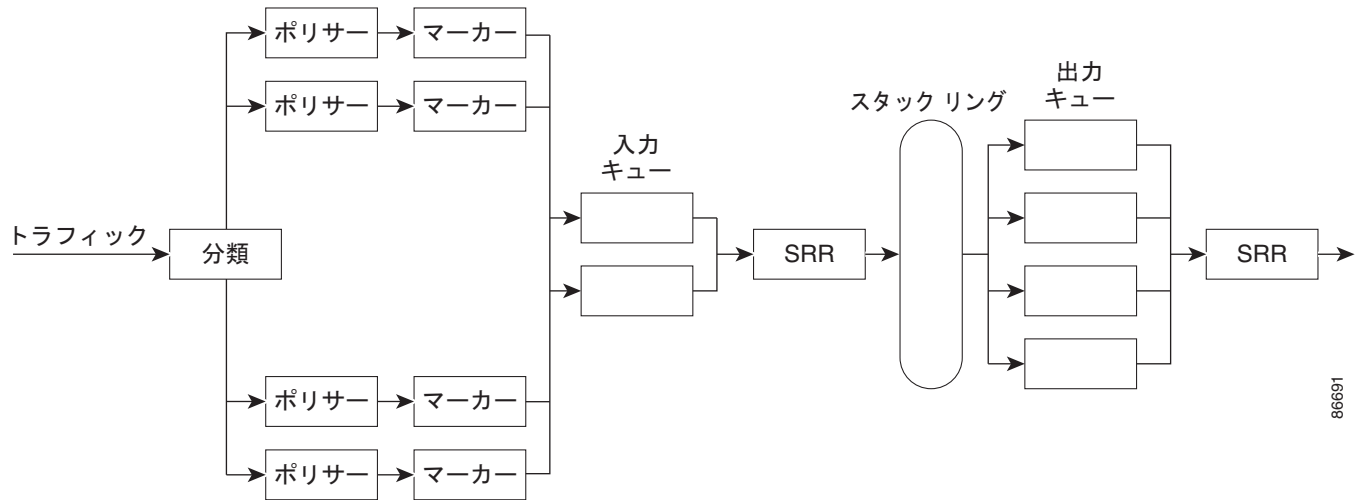 ポリサー マーカー
ポリサー マーカー
入力
キュー
スタック リング
出力
キュー
トラフィック
分類
SRR
SRR
ポリサー マーカー
ポリサー マーカー
86691